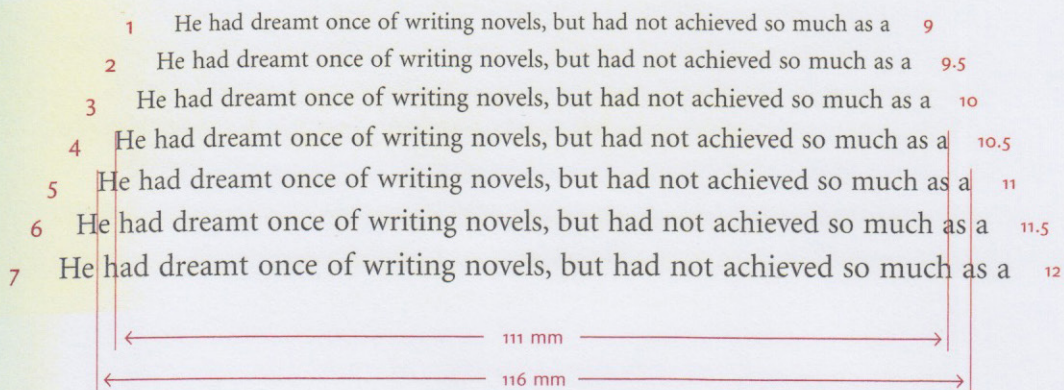 1 He had dreamt once of writing novels, but had not achieved so much as a 9
2 He had dreamt once of writing novels, but had not achieved so much as a 9.5
3 He had dreamt once of writing novels, but had not achieved so much as a 10
4 He had dreamt once of writing novels, but had not achieved so much as a 10.5
5 He had dreamt once of writing novels, but had not achieved so much as a 11
6 He had dreamt once of writing novels, but had not achieved so much as a 11.5
7 He had dreamt once of writing novels, but had not achieved so much as a 12
111 mm
116 mm